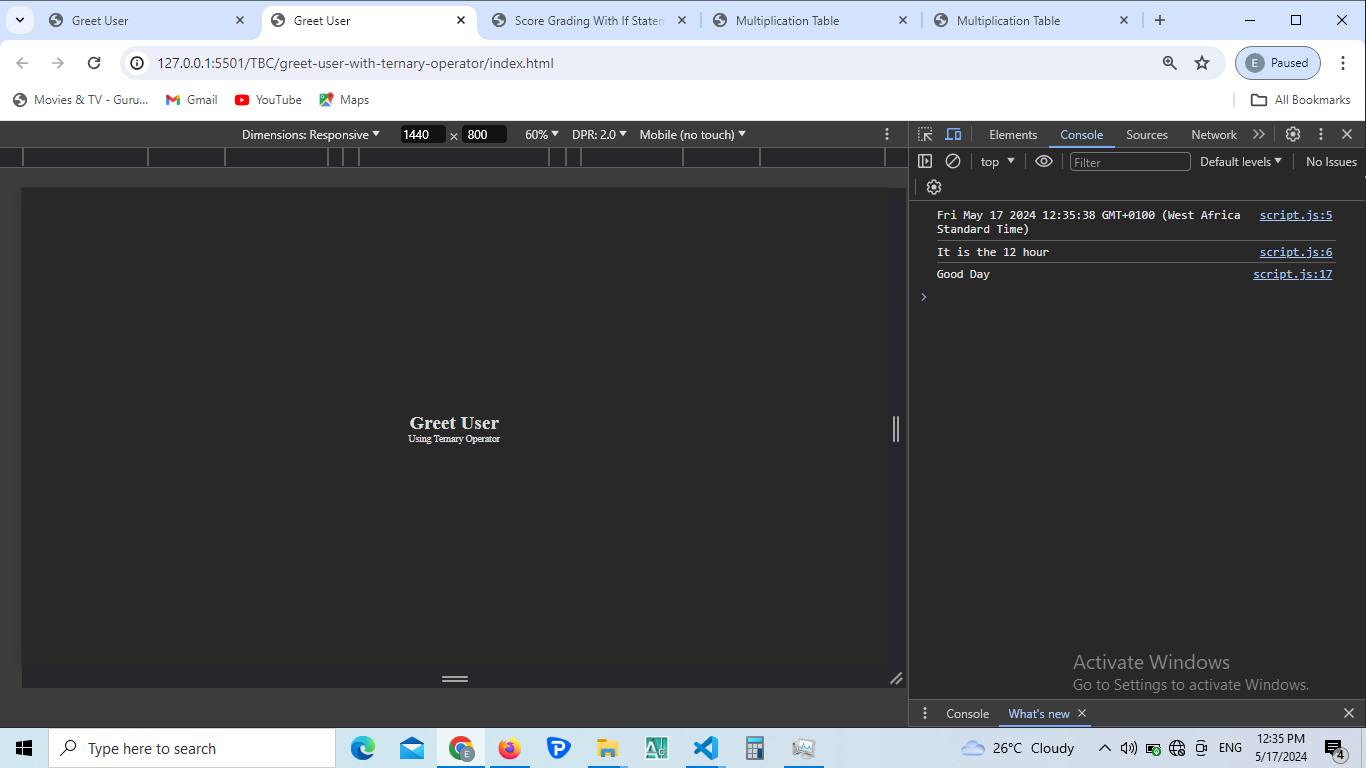 Greet User
Greet User
Score Grading With If Statem
Multiplication Table
Multiplication Table
127.0.0.1:5501/TBC/greet-user-with-ternary-operator/index.html
E Paused
Movies & TV - Guru...
Gmail
YouTube
Maps
All Bookmarks
Dimensions: Responsive
1440 × 800
60%
DPR: 2.0
Mobile (no touch)
Elements
Console
Sources
Network
top
Filter
Default levels
No Issues
Fri May 17 2024 12:35:38 GMT+0100 (West Africa script.js:5
Standard Time)
It is the 12 hour script.js:6
Good Day script.js:17
Greet User
Using Ternary Operator
Activate Windows
Go to Settings to activate Windows.
Console
What's new
Type here to search
E
26°C Cloudy
ENG
12:35 PM
5/17/2024
4